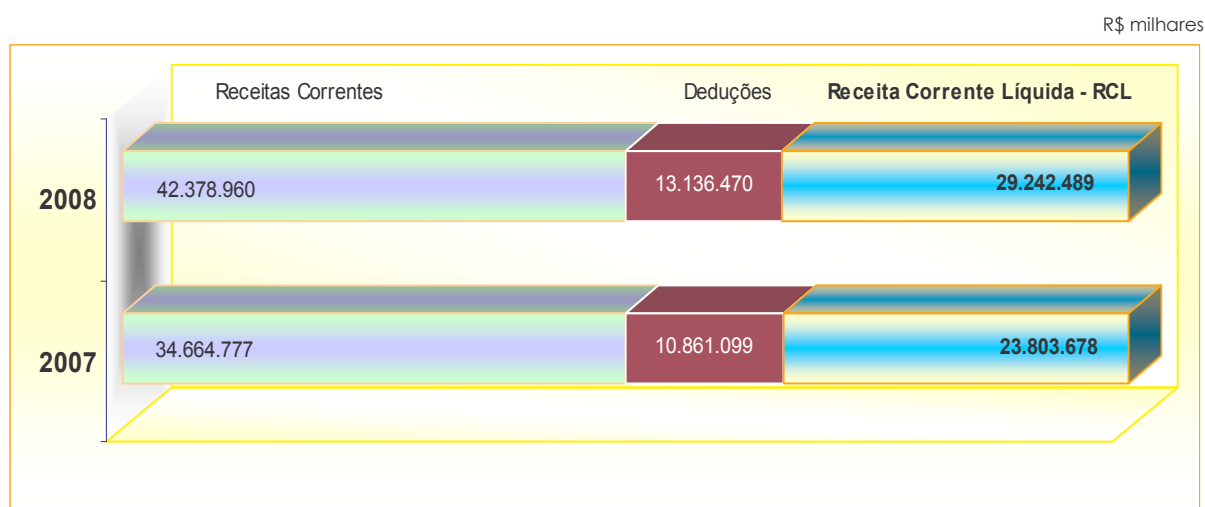 R$ milhares
Receitas Correntes Deduções Receita Corrente Líquida - RCL
2008 42.378.960 13.136.470 29.242.489
2007 34.664.777 10.861.099 23.803.678